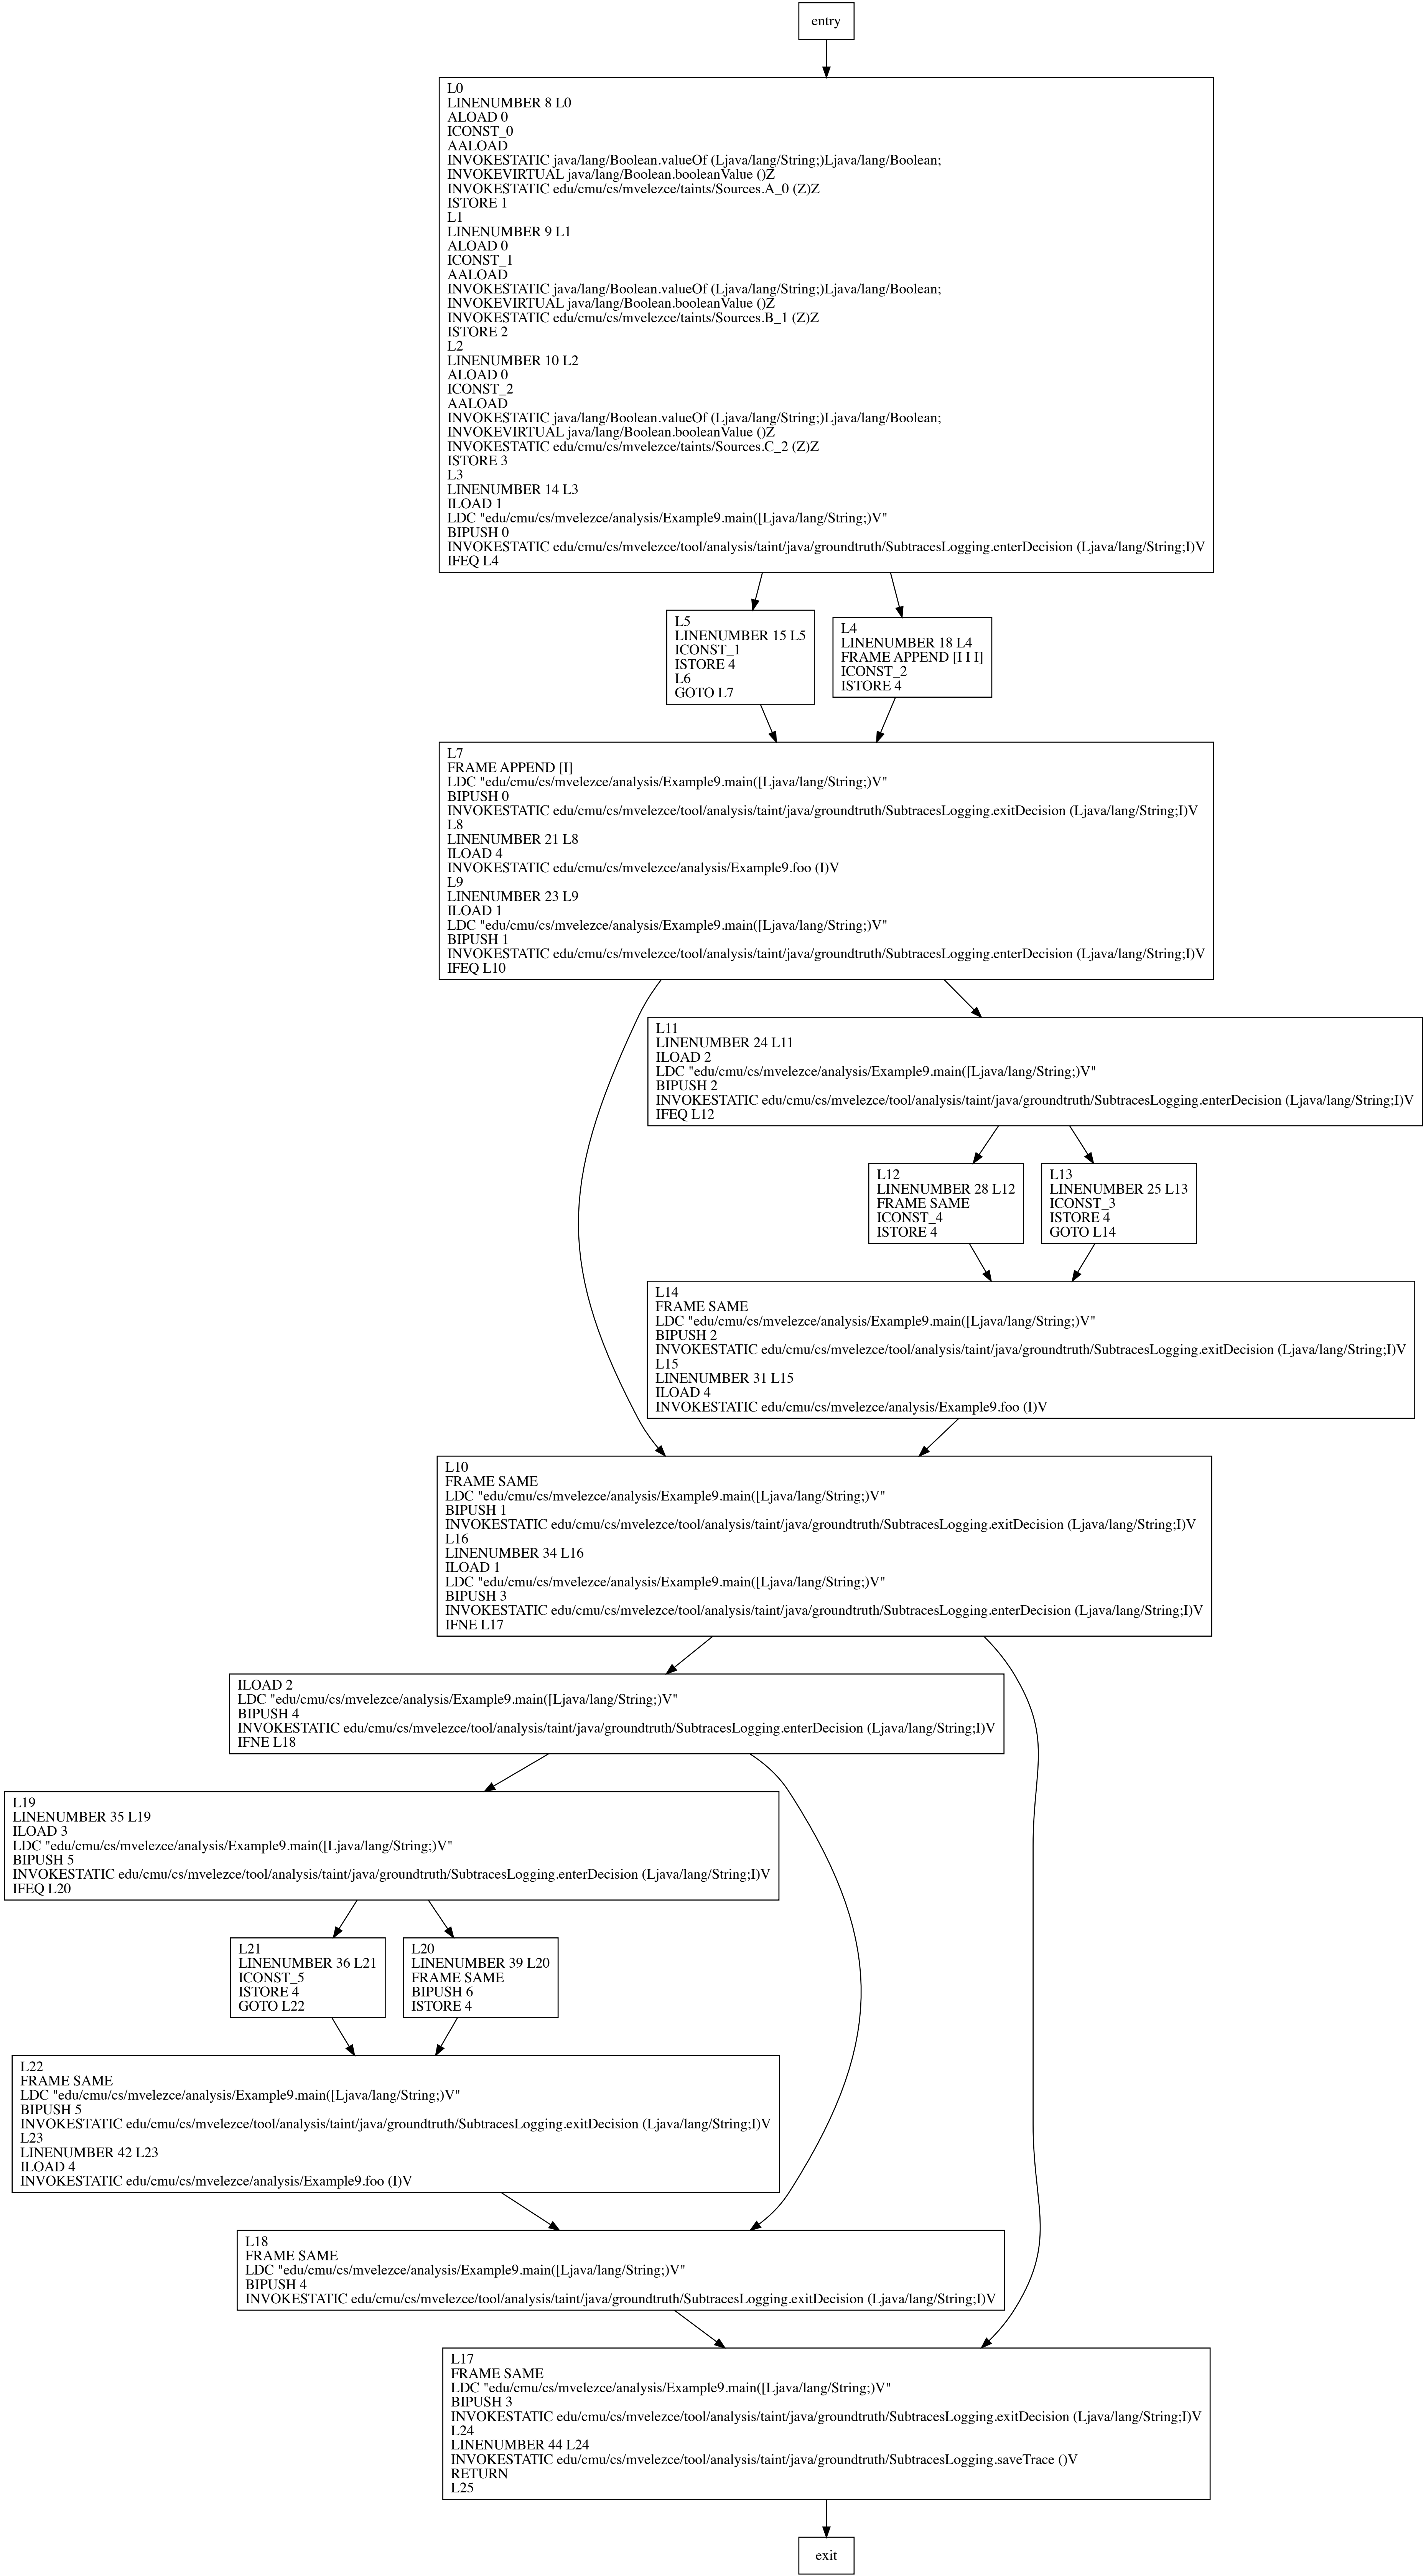 entry
L0
LINENUMBER 8 L0
ALOAD 0
ICONST_0
AALOAD
INVOKESTATIC java/lang/Boolean.valueOf (Ljava/lang/String;)Ljava/lang/Boolean;
INVOKEVIRTUAL java/lang/Boolean.booleanValue ()Z
INVOKESTATIC edu/cmu/cs/mvelezce/taints/Sources.A_0 (Z)Z
ISTORE 1
L1
LINENUMBER 9 L1
ALOAD 0
ICONST_1
AALOAD
INVOKESTATIC java/lang/Boolean.valueOf (Ljava/lang/String;)Ljava/lang/Boolean;
INVOKEVIRTUAL java/lang/Boolean.booleanValue ()Z
INVOKESTATIC edu/cmu/cs/mvelezce/taints/Sources.B_1 (Z)Z
ISTORE 2
L2
LINENUMBER 10 L2
ALOAD 0
ICONST_2
AALOAD
INVOKESTATIC java/lang/Boolean.valueOf (Ljava/lang/String;)Ljava/lang/Boolean;
INVOKEVIRTUAL java/lang/Boolean.booleanValue ()Z
INVOKESTATIC edu/cmu/cs/mvelezce/taints/Sources.C_2 (Z)Z
ISTORE 3
L3
LINENUMBER 14 L3
ILOAD 1
LDC "edu/cmu/cs/mvelezce/analysis/Example9.main([Ljava/lang/String;)V"
BIPUSH 0
INVOKESTATIC edu/cmu/cs/mvelezce/tool/analysis/taint/java/groundtruth/SubtracesLogging.enterDecision (Ljava/lang/String;I)V
IFEQ L4
L5
LINENUMBER 15 L5
ICONST_1
ISTORE 4
L6
GOTO L7
L4
LINENUMBER 18 L4
FRAME APPEND [I I I]
ICONST_2
ISTORE 4
L7
FRAME APPEND [I]
LDC "edu/cmu/cs/mvelezce/analysis/Example9.main([Ljava/lang/String;)V"
BIPUSH 0
INVOKESTATIC edu/cmu/cs/mvelezce/tool/analysis/taint/java/groundtruth/SubtracesLogging.exitDecision (Ljava/lang/String;I)V
L8
LINENUMBER 21 L8
ILOAD 4
INVOKESTATIC edu/cmu/cs/mvelezce/analysis/Example9.foo (I)V
L9
LINENUMBER 23 L9
ILOAD 1
LDC "edu/cmu/cs/mvelezce/analysis/Example9.main([Ljava/lang/String;)V"
BIPUSH 1
INVOKESTATIC edu/cmu/cs/mvelezce/tool/analysis/taint/java/groundtruth/SubtracesLogging.enterDecision (Ljava/lang/String;I)V
IFEQ L10
L11
LINENUMBER 24 L11
ILOAD 2
LDC "edu/cmu/cs/mvelezce/analysis/Example9.main([Ljava/lang/String;)V"
BIPUSH 2
INVOKESTATIC edu/cmu/cs/mvelezce/tool/analysis/taint/java/groundtruth/SubtracesLogging.enterDecision (Ljava/lang/String;I)V
IFEQ L12
L12
LINENUMBER 28 L12
FRAME SAME
ICONST_4
ISTORE 4
L13
LINENUMBER 25 L13
ICONST_3
ISTORE 4
GOTO L14
L14
FRAME SAME
LDC "edu/cmu/cs/mvelezce/analysis/Example9.main([Ljava/lang/String;)V"
BIPUSH 2
INVOKESTATIC edu/cmu/cs/mvelezce/tool/analysis/taint/java/groundtruth/SubtracesLogging.exitDecision (Ljava/lang/String;I)V
L15
LINENUMBER 31 L15
ILOAD 4
INVOKESTATIC edu/cmu/cs/mvelezce/analysis/Example9.foo (I)V
L10
FRAME SAME
LDC "edu/cmu/cs/mvelezce/analysis/Example9.main([Ljava/lang/String;)V"
BIPUSH 1
INVOKESTATIC edu/cmu/cs/mvelezce/tool/analysis/taint/java/groundtruth/SubtracesLogging.exitDecision (Ljava/lang/String;I)V
L16
LINENUMBER 34 L16
ILOAD 1
LDC "edu/cmu/cs/mvelezce/analysis/Example9.main([Ljava/lang/String;)V"
BIPUSH 3
INVOKESTATIC edu/cmu/cs/mvelezce/tool/analysis/taint/java/groundtruth/SubtracesLogging.enterDecision (Ljava/lang/String;I)V
IFNE L17
ILOAD 2
LDC "edu/cmu/cs/mvelezce/analysis/Example9.main([Ljava/lang/String;)V"
BIPUSH 4
INVOKESTATIC edu/cmu/cs/mvelezce/tool/analysis/taint/java/groundtruth/SubtracesLogging.enterDecision (Ljava/lang/String;I)V
IFNE L18
L19
LINENUMBER 35 L19
ILOAD 3
LDC "edu/cmu/cs/mvelezce/analysis/Example9.main([Ljava/lang/String;)V"
BIPUSH 5
INVOKESTATIC edu/cmu/cs/mvelezce/tool/analysis/taint/java/groundtruth/SubtracesLogging.enterDecision (Ljava/lang/String;I)V
IFEQ L20
L21
LINENUMBER 36 L21
ICONST_5
ISTORE 4
GOTO L22
L20
LINENUMBER 39 L20
FRAME SAME
BIPUSH 6
ISTORE 4
L22
FRAME SAME
LDC "edu/cmu/cs/mvelezce/analysis/Example9.main([Ljava/lang/String;)V"
BIPUSH 5
INVOKESTATIC edu/cmu/cs/mvelezce/tool/analysis/taint/java/groundtruth/SubtracesLogging.exitDecision (Ljava/lang/String;I)V
L23
LINENUMBER 42 L23
ILOAD 4
INVOKESTATIC edu/cmu/cs/mvelezce/analysis/Example9.foo (I)V
L18
FRAME SAME
LDC "edu/cmu/cs/mvelezce/analysis/Example9.main([Ljava/lang/String;)V"
BIPUSH 4
INVOKESTATIC edu/cmu/cs/mvelezce/tool/analysis/taint/java/groundtruth/SubtracesLogging.exitDecision (Ljava/lang/String;I)V
L17
FRAME SAME
LDC "edu/cmu/cs/mvelezce/analysis/Example9.main([Ljava/lang/String;)V"
BIPUSH 3
INVOKESTATIC edu/cmu/cs/mvelezce/tool/analysis/taint/java/groundtruth/SubtracesLogging.exitDecision (Ljava/lang/String;I)V
L24
LINENUMBER 44 L24
INVOKESTATIC edu/cmu/cs/mvelezce/tool/analysis/taint/java/groundtruth/SubtracesLogging.saveTrace ()V
RETURN
L25
exit